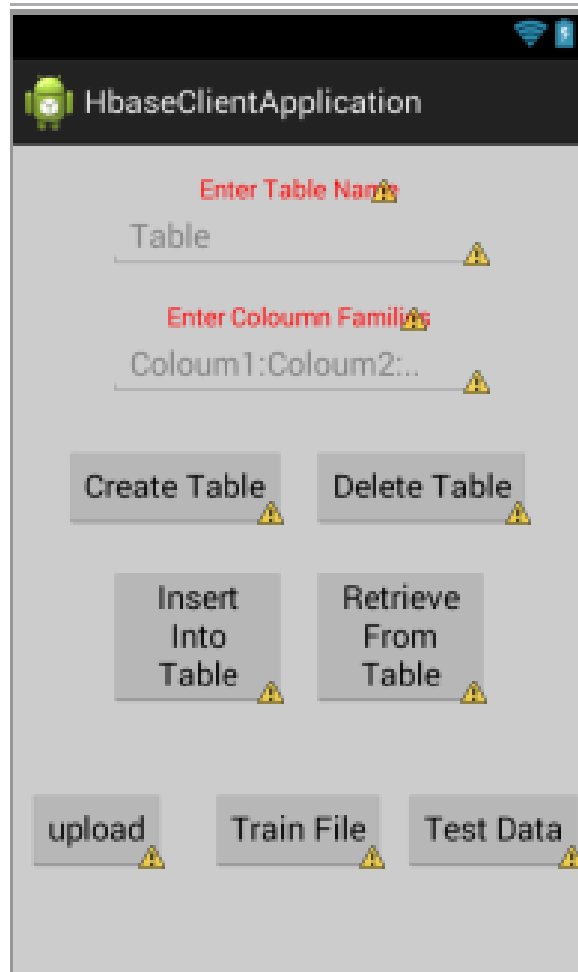 HbaseClientApplication
Enter Table Name
Table
Enter Coloumn Families
Coloum1:Coloum2:..
Create Table
Delete Table
Insert
Into
Table
Retrieve
From
Table
upload
Train File
Test Data